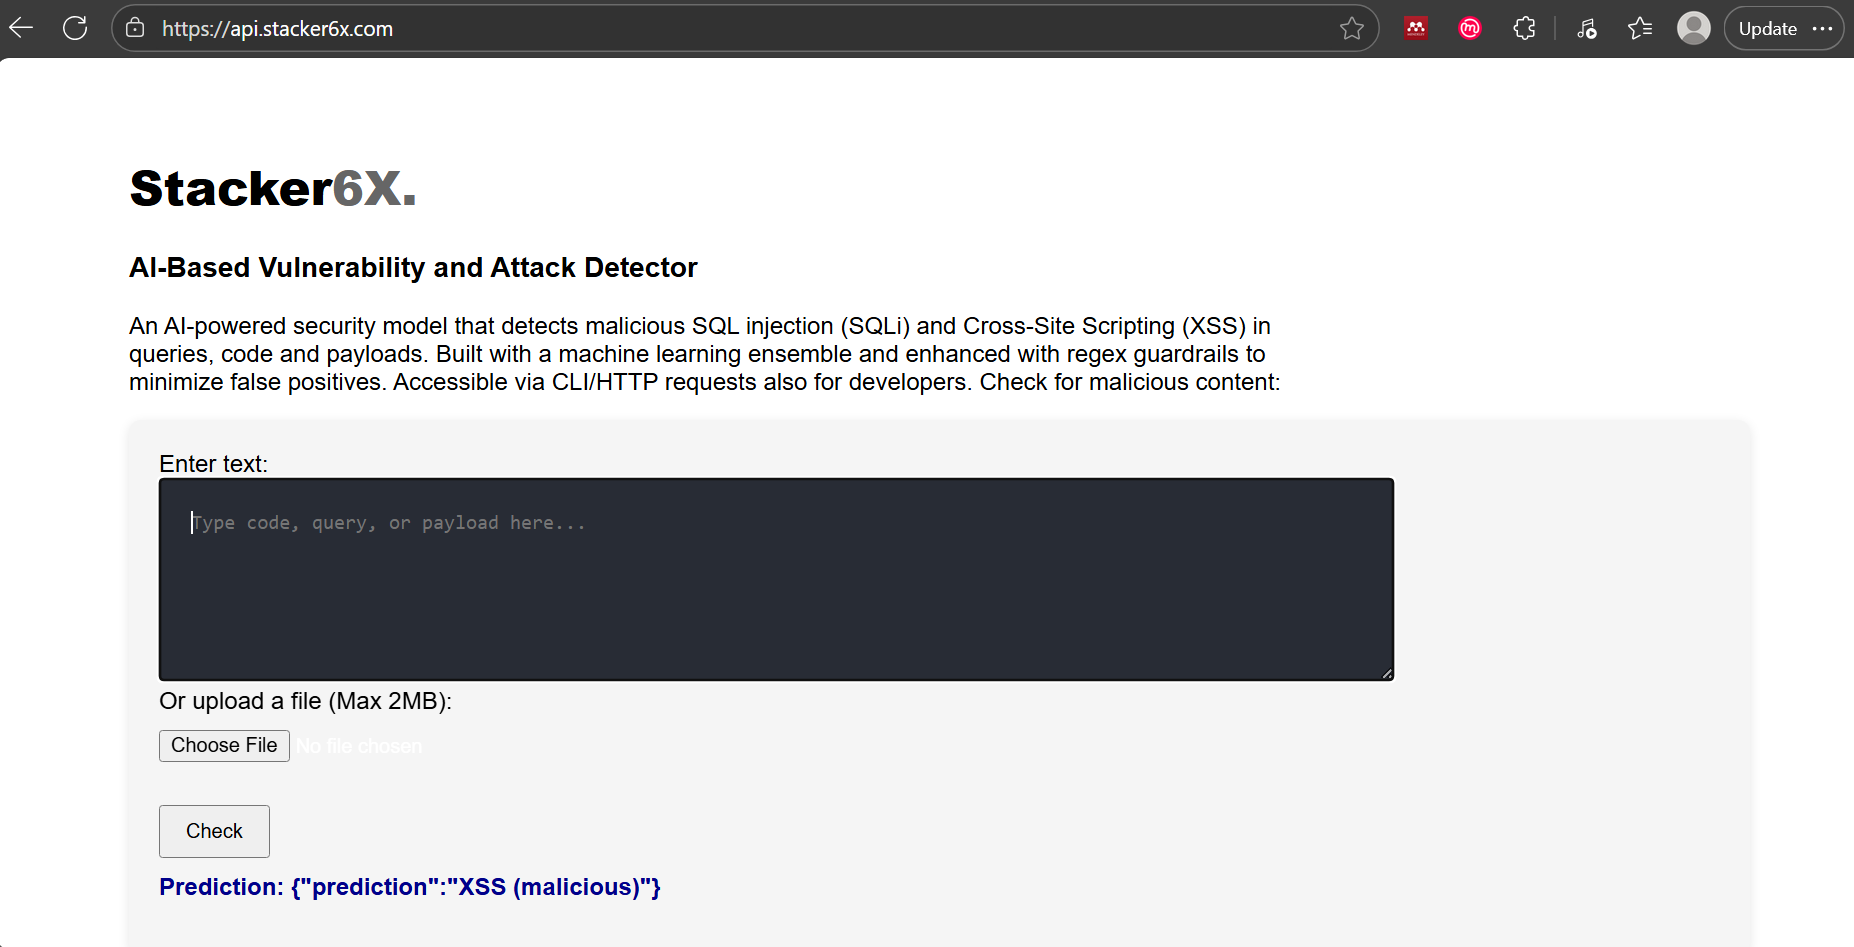 https://api.stacker6x.com
Update
Stacker6X.
AI-Based Vulnerability and Attack Detector
An AI-powered security model that detects malicious SQL injection (SQLi) and Cross-Site Scripting (XSS) in
queries, code and payloads. Built with a machine learning ensemble and enhanced with regex guardrails to
minimize false positives. Accessible via CLI/HTTP requests also for developers. Check for malicious content:
Enter text:
Type code, query, or payload here...
Or upload a file (Max 2MB):
Choose File No file chosen
Check
Prediction: {"prediction":"XSS (malicious)"}